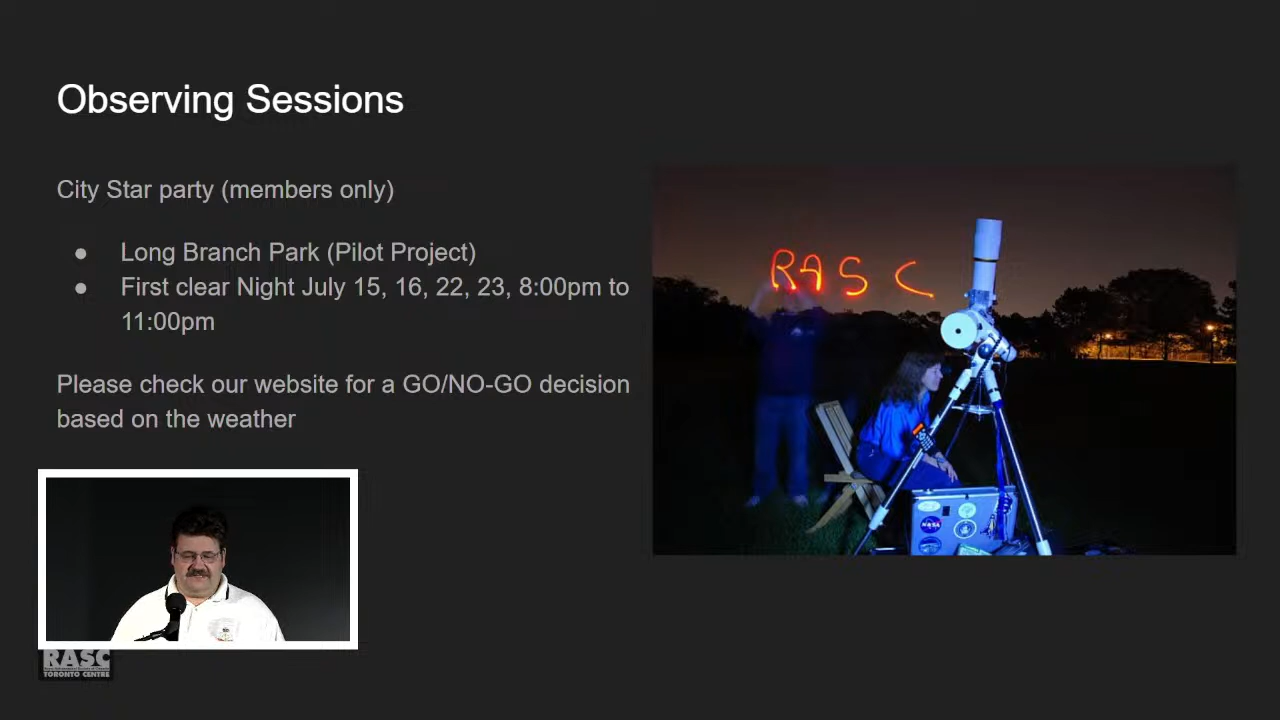 Observing Sessions
City Star party (members only)
● Long Branch Park (Pilot Project)
● First clear Night July 15, 16, 22, 23, 8:00pm to
11:00pm
Please check our website for a GO/NO-GO decision
based on the weather
RASC
NASA
RASC
TORONTO CENTRE